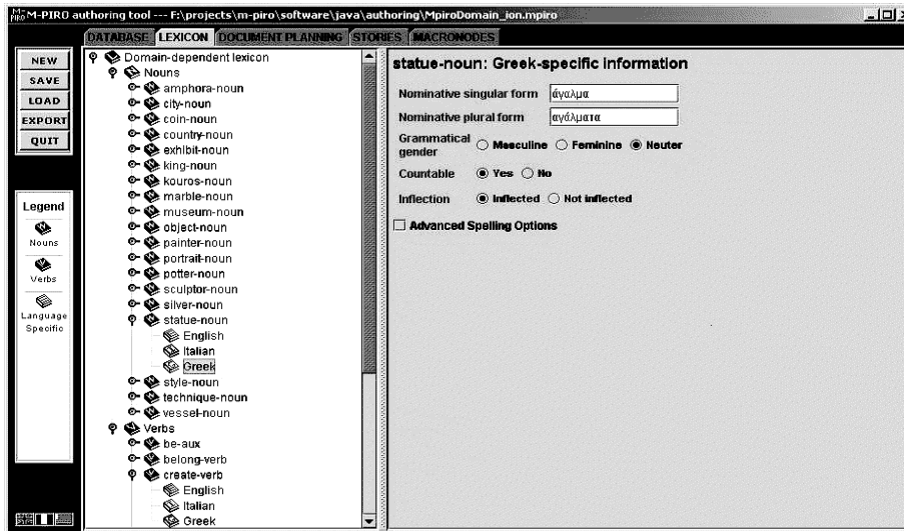 M-PIRO M-PIRO authoring tool --- F:\projects\m-piro\software\java\authoring\MpiroDomain_ion.mpiro
DATABASE LEXICON DOCUMENT PLANNING STORIES MACRONODES
NEW
SAVE
LOAD
EXPORT
QUIT
Legend
Nouns
Verbs
Language
Specific
Domain-dependent lexicon
Nouns
amphora-noun
city-noun
coin-noun
country-noun
exhibit-noun
king-noun
kouros-noun
marble-noun
museum-noun
object-noun
painter-noun
portrait-noun
potter-noun
sculptor-noun
silver-noun
statue-noun
English
Italian
Greek
style-noun
technique-noun
vessel-noun
Verbs
be-aux
belong-verb
create-verb
English
Italian
Greek
statue-noun: Greek-specific information
Nominative singular form άγαλμα
Nominative plural form αγάλματα
Grammatical
gender Masculine Feminine Neuter
Countable Yes No
Inflection Inflected Not inflected
Advanced Spelling Options